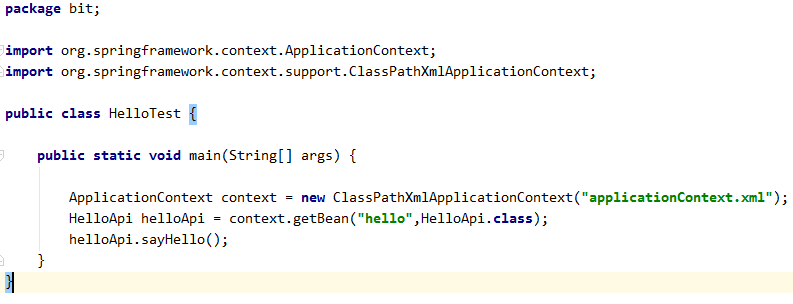 package bit;
import org.springframework.context.ApplicationContext;
import org.springframework.context.support.ClassPathXmlApplicationContext;
public class HelloTest {
public static void main(String[] args) {
ApplicationContext context = new ClassPathXmlApplicationContext("applicationContext.xml");
HelloApi helloApi = context.getBean("hello",HelloApi.class);
helloApi.sayHello();
}
}